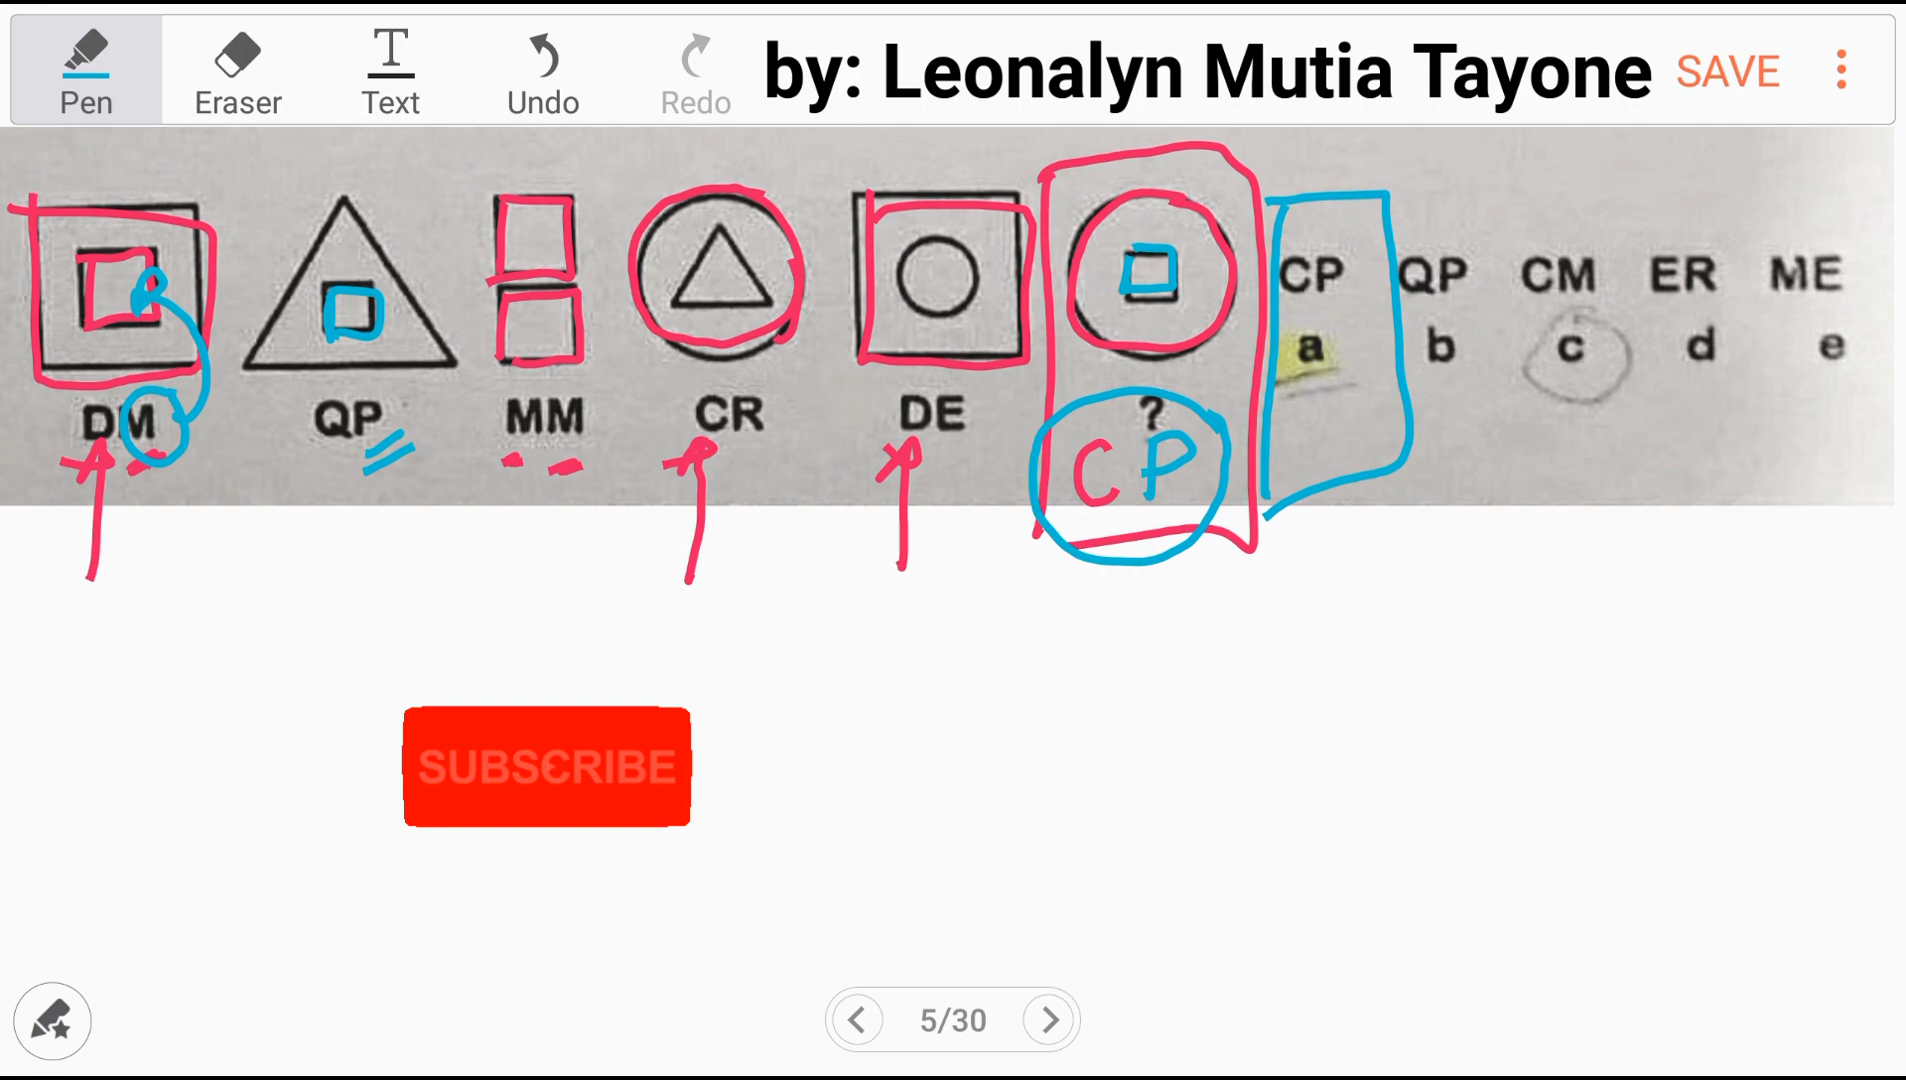 Pen Eraser Text Undo Redo by: Leonalyn Mutia Tayone SAVE
CP QP CM ER ME
a b c d e
DM QP MM CR DE ?
C P
SUBSCRIBE
5/30